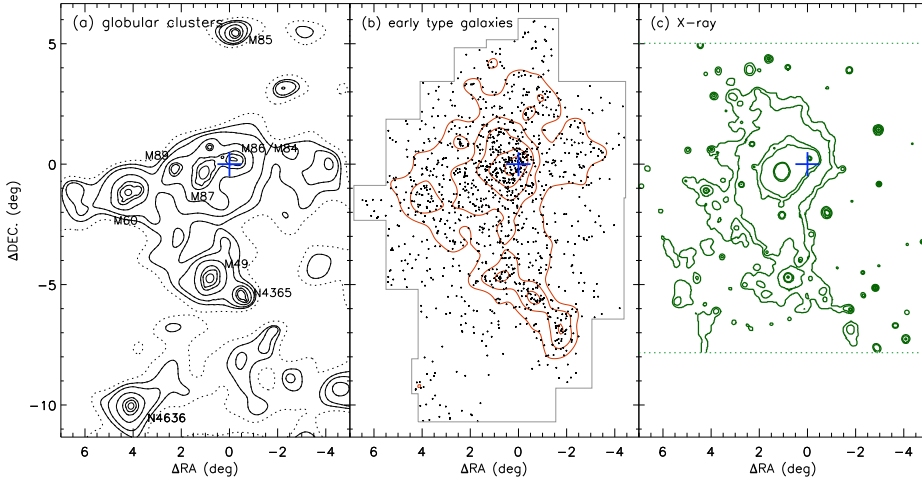 (a) globular clusters
(b) early type galaxies
(c) X-ray
M85
M86/M84
M89
M87
M60
M49
N4365
N4636
ΔDEC. (deg)
5
0
-5
-10
6 4 2 0 -2 -4
6 4 2 0 -2 -4
6 4 2 0 -2 -4
ΔRA (deg)
ΔRA (deg)
ΔRA (deg)